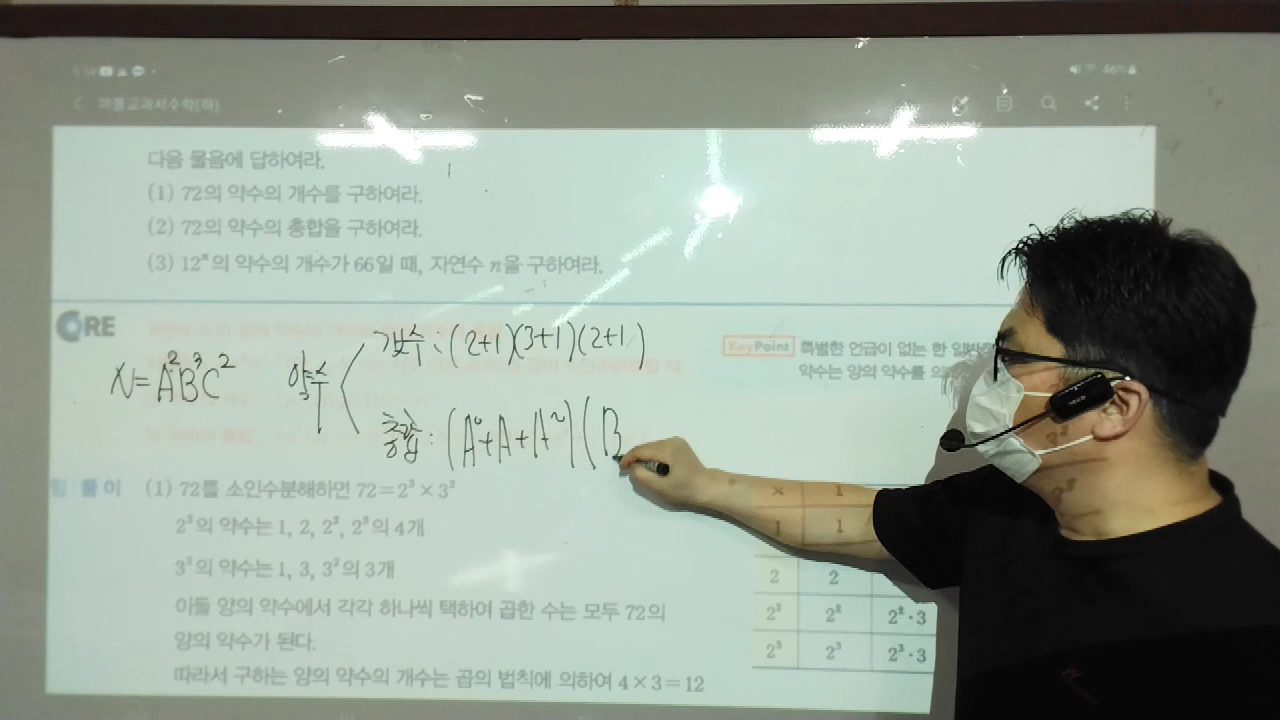 마플교과서수학(하)
다음 물음에 답하여라.
(1) 72의 약수의 개수를 구하여라.
(2) 72의 약수의 총합을 구하여라.
(3) 12ⁿ의 약수의 개수가 66일 때, 자연수 n을 구하여라.
CORE
KeyPoint 특별한 언급이 없는 한
약수는 양의 약수를
N=A²B³C² 약수
개수 : (2+1)(3+1)(2+1)
총합 : (A⁰+A+A²)(B
풀이 (1) 72를 소인수분해하면 72=2³×3²
2³의 약수는 1, 2, 2², 2³의 4개
3²의 약수는 1, 3, 3²의 3개
이들 양의 약수에서 각각 하나씩 택하여 곱한 수는 모두 72의
양의 약수가 된다.
따라서 구하는 양의 약수의 개수는 곱의 법칙에 의하여 4×3=12
× 1
1 1
2 2
2² 2² 2²·3
2³ 2³ 2³·3